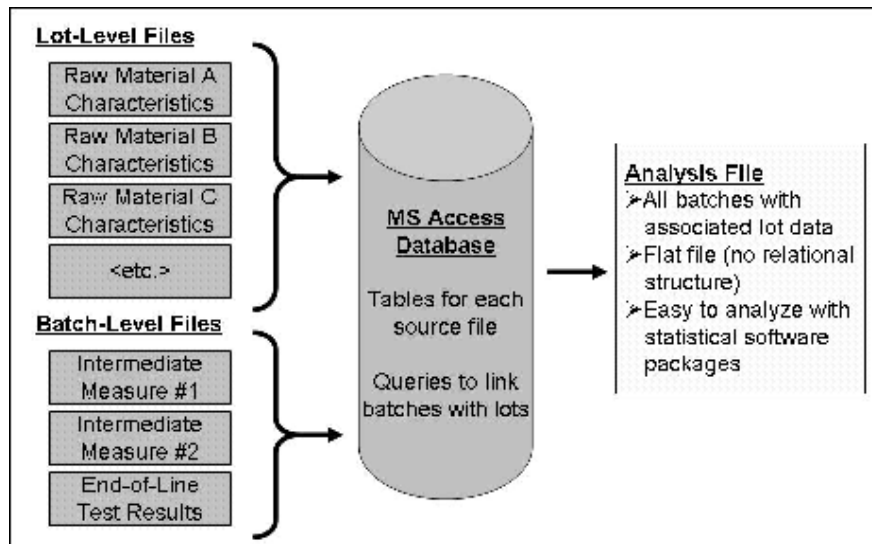 Lot-Level Files
Raw Material A
Characteristics
Raw Material B
Characteristics
Raw Material C
Characteristics
<etc.>
Batch-Level Files
Intermediate
Measure #1
Intermediate
Measure #2
End-of-Line
Test Results
MS Access
Database
Tables for each
source file
Queries to link
batches with lots
Analysis File
➢All batches with
associated lot data
➢Flat file (no relational
structure)
➢Easy to analyze with
statistical software
packages